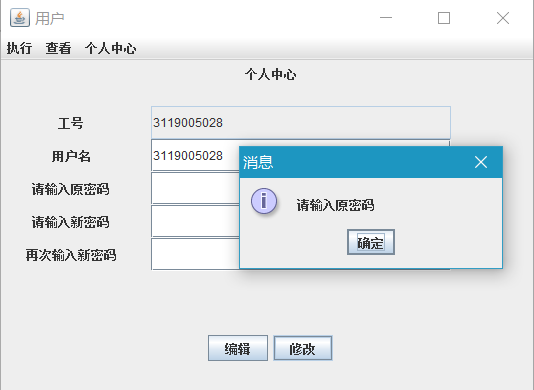 用户
执行 查看 个人中心
个人中心
工号 3119005028
用户名 3119005028
消息
请输入原密码
请输入原密码
请输入新密码
确定
再次输入新密码
编辑 修改